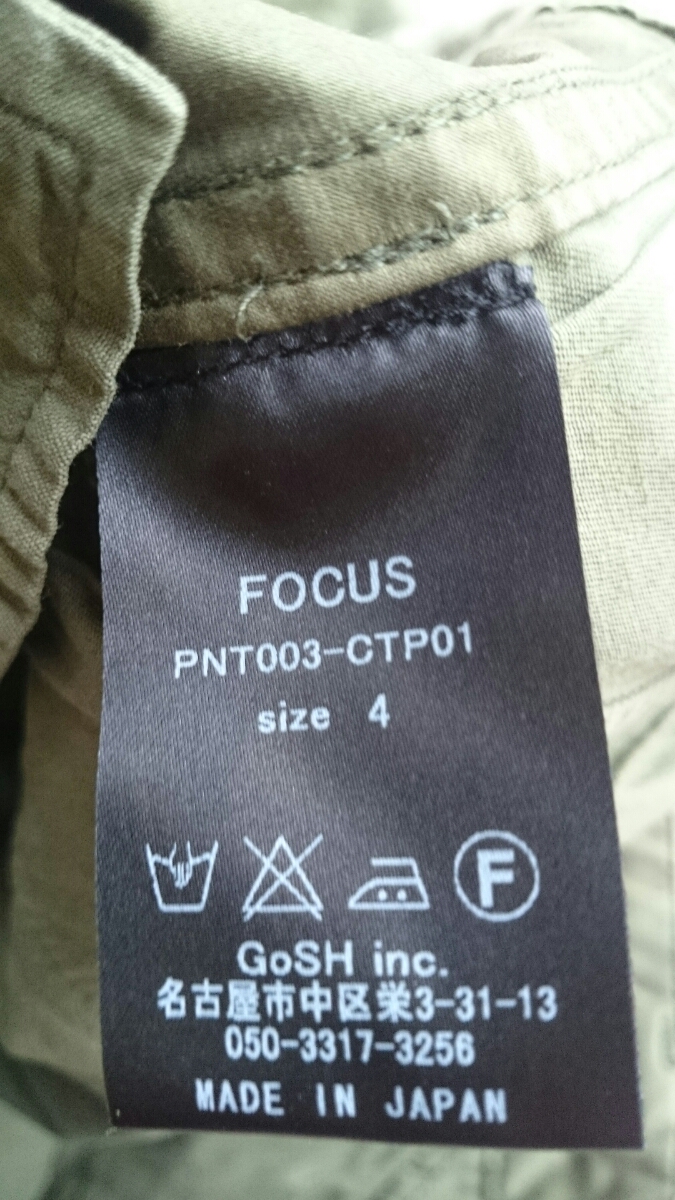 FOCUS
PNT003-CTP01
size 4
F
GoSH inc.
名古屋市中区栄3-31-13
050-3317-3256
MADE IN JAPAN